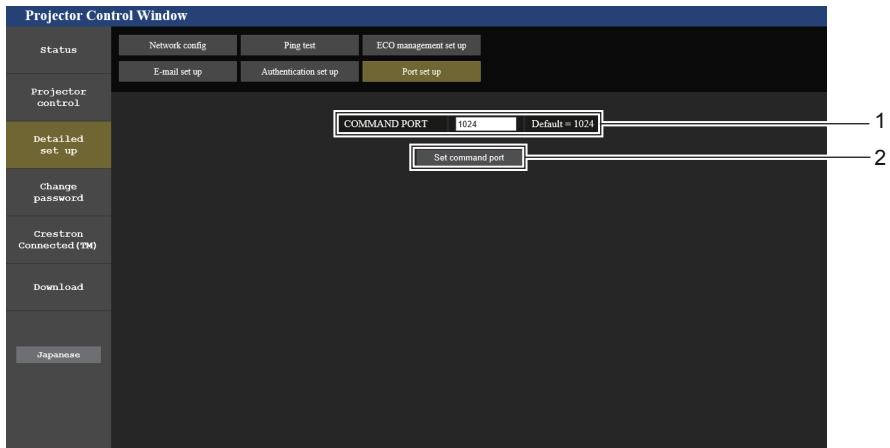 Projector Control Window
Status
Network config
Ping test
ECO management set up
E-mail set up
Authentication set up
Port set up
Projector
control
COMMAND PORT 1024 Default = 1024
1
Detailed
set up
Set command port
2
Change
password
Crestron
Connected(TM)
Download
Japanese